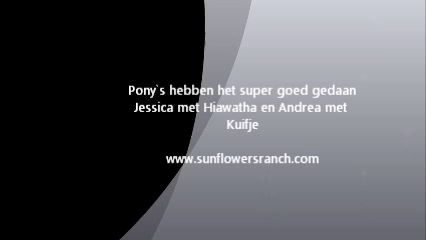 Pony`s hebben het super goed gedaan
Jessica met Hiawatha en Andrea met
Kuifje
www.sunflowersranch.com